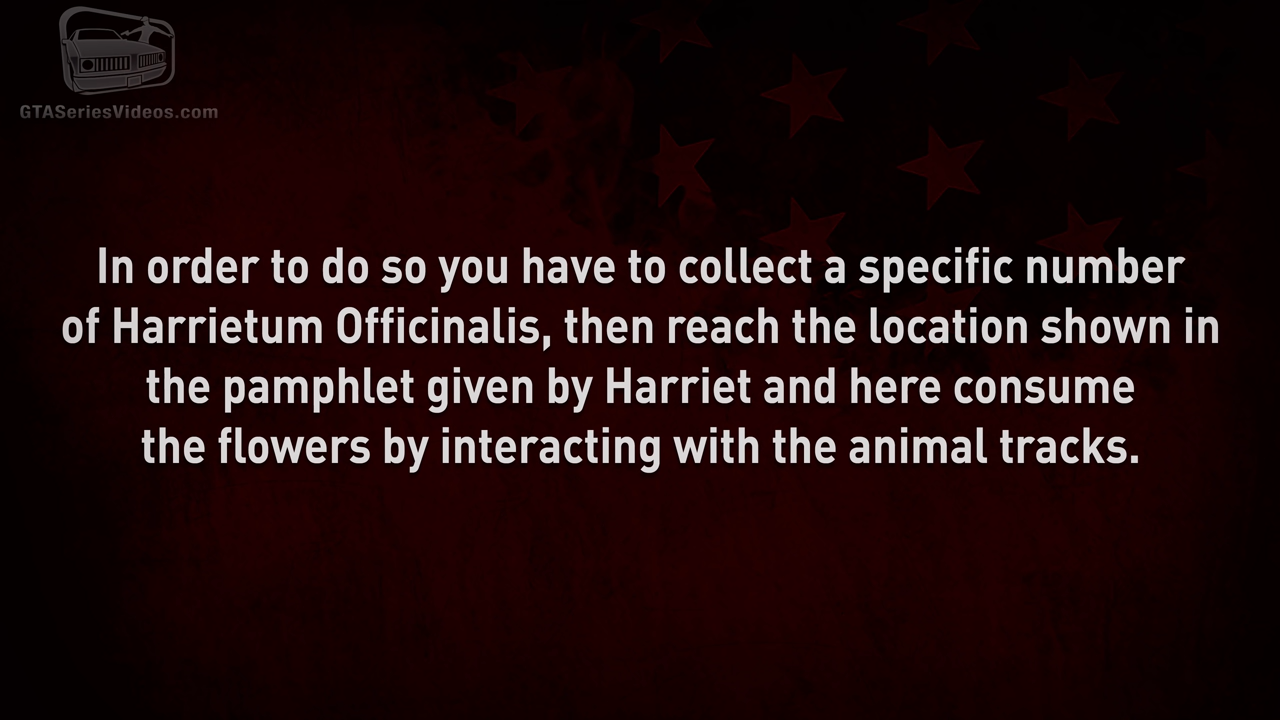 GTASeriesVideos.com
In order to do so you have to collect a specific number
of Harrietum Officinalis, then reach the location shown in
the pamphlet given by Harriet and here consume
the flowers by interacting with the animal tracks.